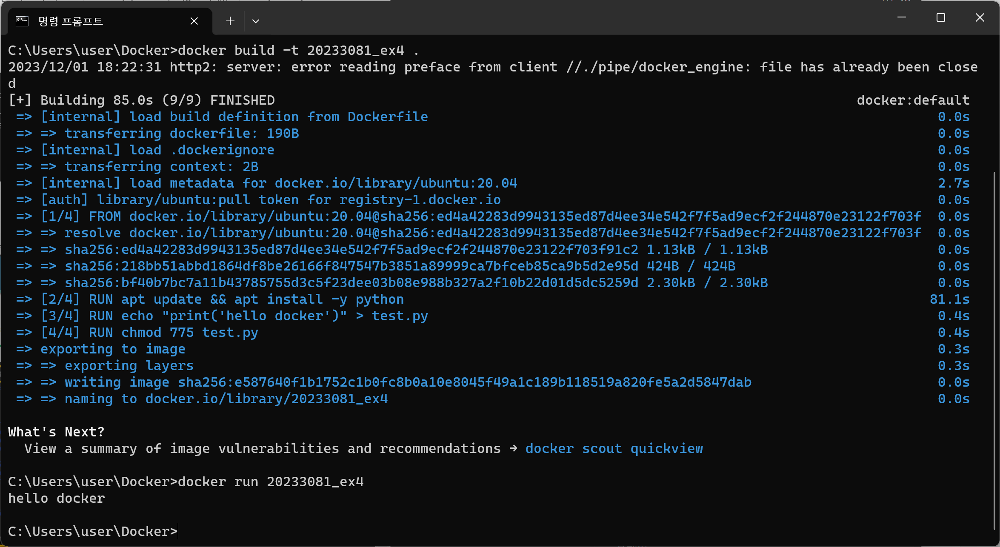 명령 프롬프트
C:\Users\user\Docker>docker build -t 20233081_ex4 .
2023/12/01 18:22:31 http2: server: error reading preface from client //./pipe/docker_engine: file has already been close
d
[+] Building 85.0s (9/9) FINISHED docker:default
=> [internal] load build definition from Dockerfile 0.0s
=> => transferring dockerfile: 190B 0.0s
=> [internal] load .dockerignore 0.0s
=> => transferring context: 2B 0.0s
=> [internal] load metadata for docker.io/library/ubuntu:20.04 2.7s
=> [auth] library/ubuntu:pull token for registry-1.docker.io 0.0s
=> [1/4] FROM docker.io/library/ubuntu:20.04@sha256:ed4a42283d9943135ed87d4ee34e542f7f5ad9ecf2f244870e23122f703f 0.0s
=> => resolve docker.io/library/ubuntu:20.04@sha256:ed4a42283d9943135ed87d4ee34e542f7f5ad9ecf2f244870e23122f703f 0.0s
=> => sha256:ed4a42283d9943135ed87d4ee34e542f7f5ad9ecf2f244870e23122f703f91c2 1.13kB / 1.13kB 0.0s
=> => sha256:218bb51abbd1864df8be26166f847547b3851a89999ca7bfceb85ca9b5d2e95d 424B / 424B 0.0s
=> => sha256:bf40b7bc7a11b43785755d3c5f23dee03b08e988b327a2f10b22d01d5dc5259d 2.30kB / 2.30kB 0.0s
=> [2/4] RUN apt update && apt install -y python 81.1s
=> [3/4] RUN echo "print('hello docker')" > test.py 0.4s
=> [4/4] RUN chmod 775 test.py 0.4s
=> exporting to image 0.3s
=> => exporting layers 0.3s
=> => writing image sha256:e587640f1b1752c1b0fc8b0a10e8045f49a1c189b118519a820fe5a2d5847dab 0.0s
=> => naming to docker.io/library/20233081_ex4 0.0s
What's Next?
View a summary of image vulnerabilities and recommendations → docker scout quickview
C:\Users\user\Docker>docker run 20233081_ex4
hello docker
C:\Users\user\Docker>